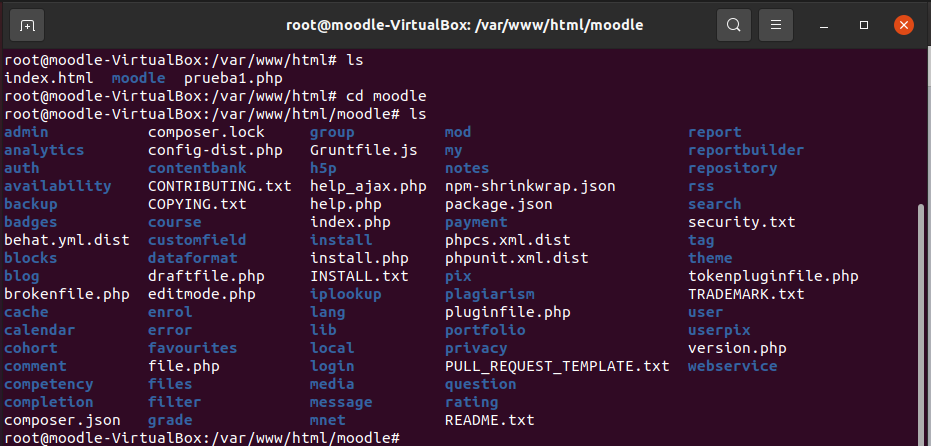 root@moodle-VirtualBox: /var/www/html/moodle
root@moodle-VirtualBox:/var/www/html# ls
index.html  moodle  prueba1.php
root@moodle-VirtualBox:/var/www/html# cd moodle
root@moodle-VirtualBox:/var/www/html/moodle# ls
admin composer.lock group mod report
analytics config-dist.php Gruntfile.js my reportbuilder
auth contentbank h5p notes repository
availability CONTRIBUTING.txt help_ajax.php npm-shrinkwrap.json rss
backup COPYING.txt help.php package.json search
badges course index.php payment security.txt
behat.yml.dist customfield install phpcs.xml.dist tag
blocks dataformat install.php phpunit.xml.dist theme
blog draftfile.php INSTALL.txt pix tokenpluginfile.php
brokenfile.php editmode.php iplookup plagiarism TRADEMARK.txt
cache enrol lang pluginfile.php user
calendar error lib portfolio userpix
cohort favourites local privacy version.php
comment file.php login PULL_REQUEST_TEMPLATE.txt webservice
competency files media question
completion filter message rating
composer.json grade mnet README.txt
root@moodle-VirtualBox:/var/www/html/moodle#